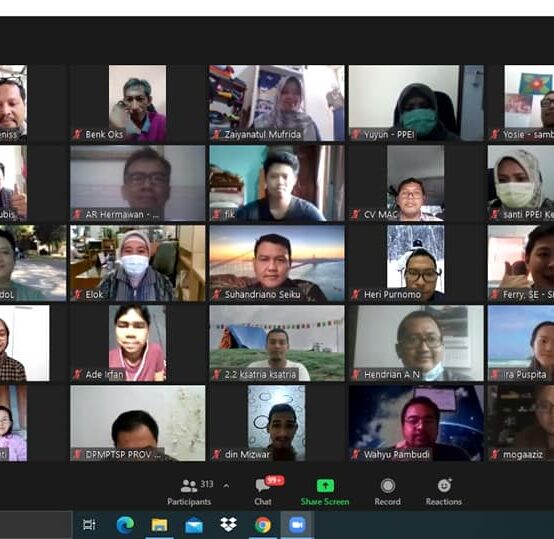 eniss
Benk Oks
Zaiyanatul Mufrida
Yuyun - PPEI
Yosie - samb
ubis
AR Hermawan - ...
fik
CV MAC
santi PPEI Ke
doL
Elok
Suhandriano Seiku
Heri Purnomo
Ferry, SE - S
Ade Irfan
2.2 ksatria ksatria
Hendrian A.N
Ira Puspita
ti
DPMPTSP PROV ...
din Mizwar
Wahyu Pambudi
mogaaziz
313
99+
Participants
Chat
Share Screen
Record
Reactions